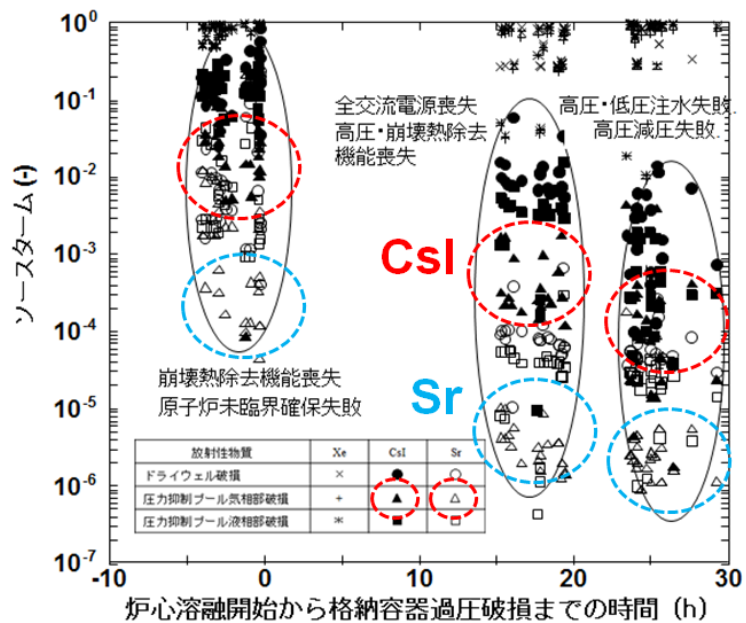 10⁰
10⁻¹
10⁻²
10⁻³
10⁻⁴
10⁻⁵
10⁻⁶
10⁻⁷
ソースターム (-)
全交流電源喪失
高圧・崩壊熱除去
機能喪失
高圧・低圧注水失敗.
高圧減圧失敗.
CsI
Sr
崩壊熱除去機能喪失
原子炉未臨界確保失敗
放射性物質 Xe CsI Sr
ドライウェル破損 × ● ○
圧力抑制プール気相部破損 + ▲ △
圧力抑制プール液相部破損 * ■ □
-10 0 10 20 30
炉心溶融開始から格納容器過圧破損までの時間 (h)